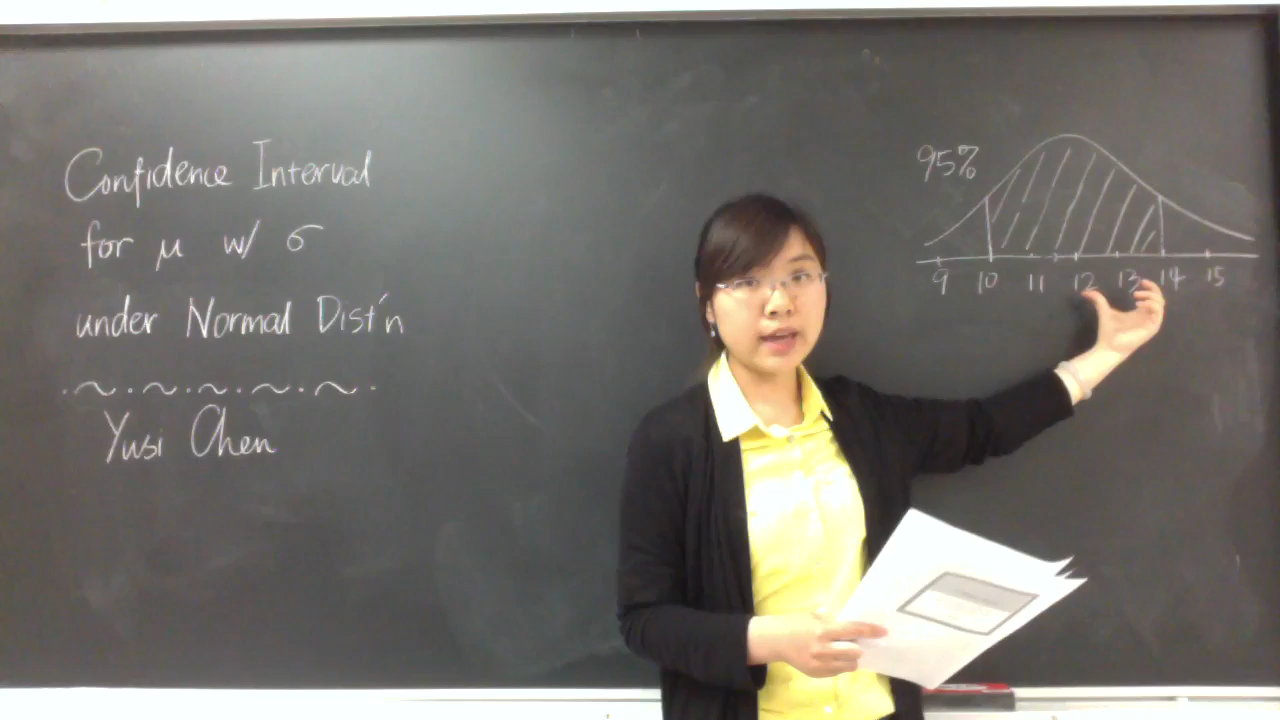 Confidence Interval
for μ w/ σ
under Normal Dist'n
Yusi Chen
95%
9 10 11 12 13 14 15